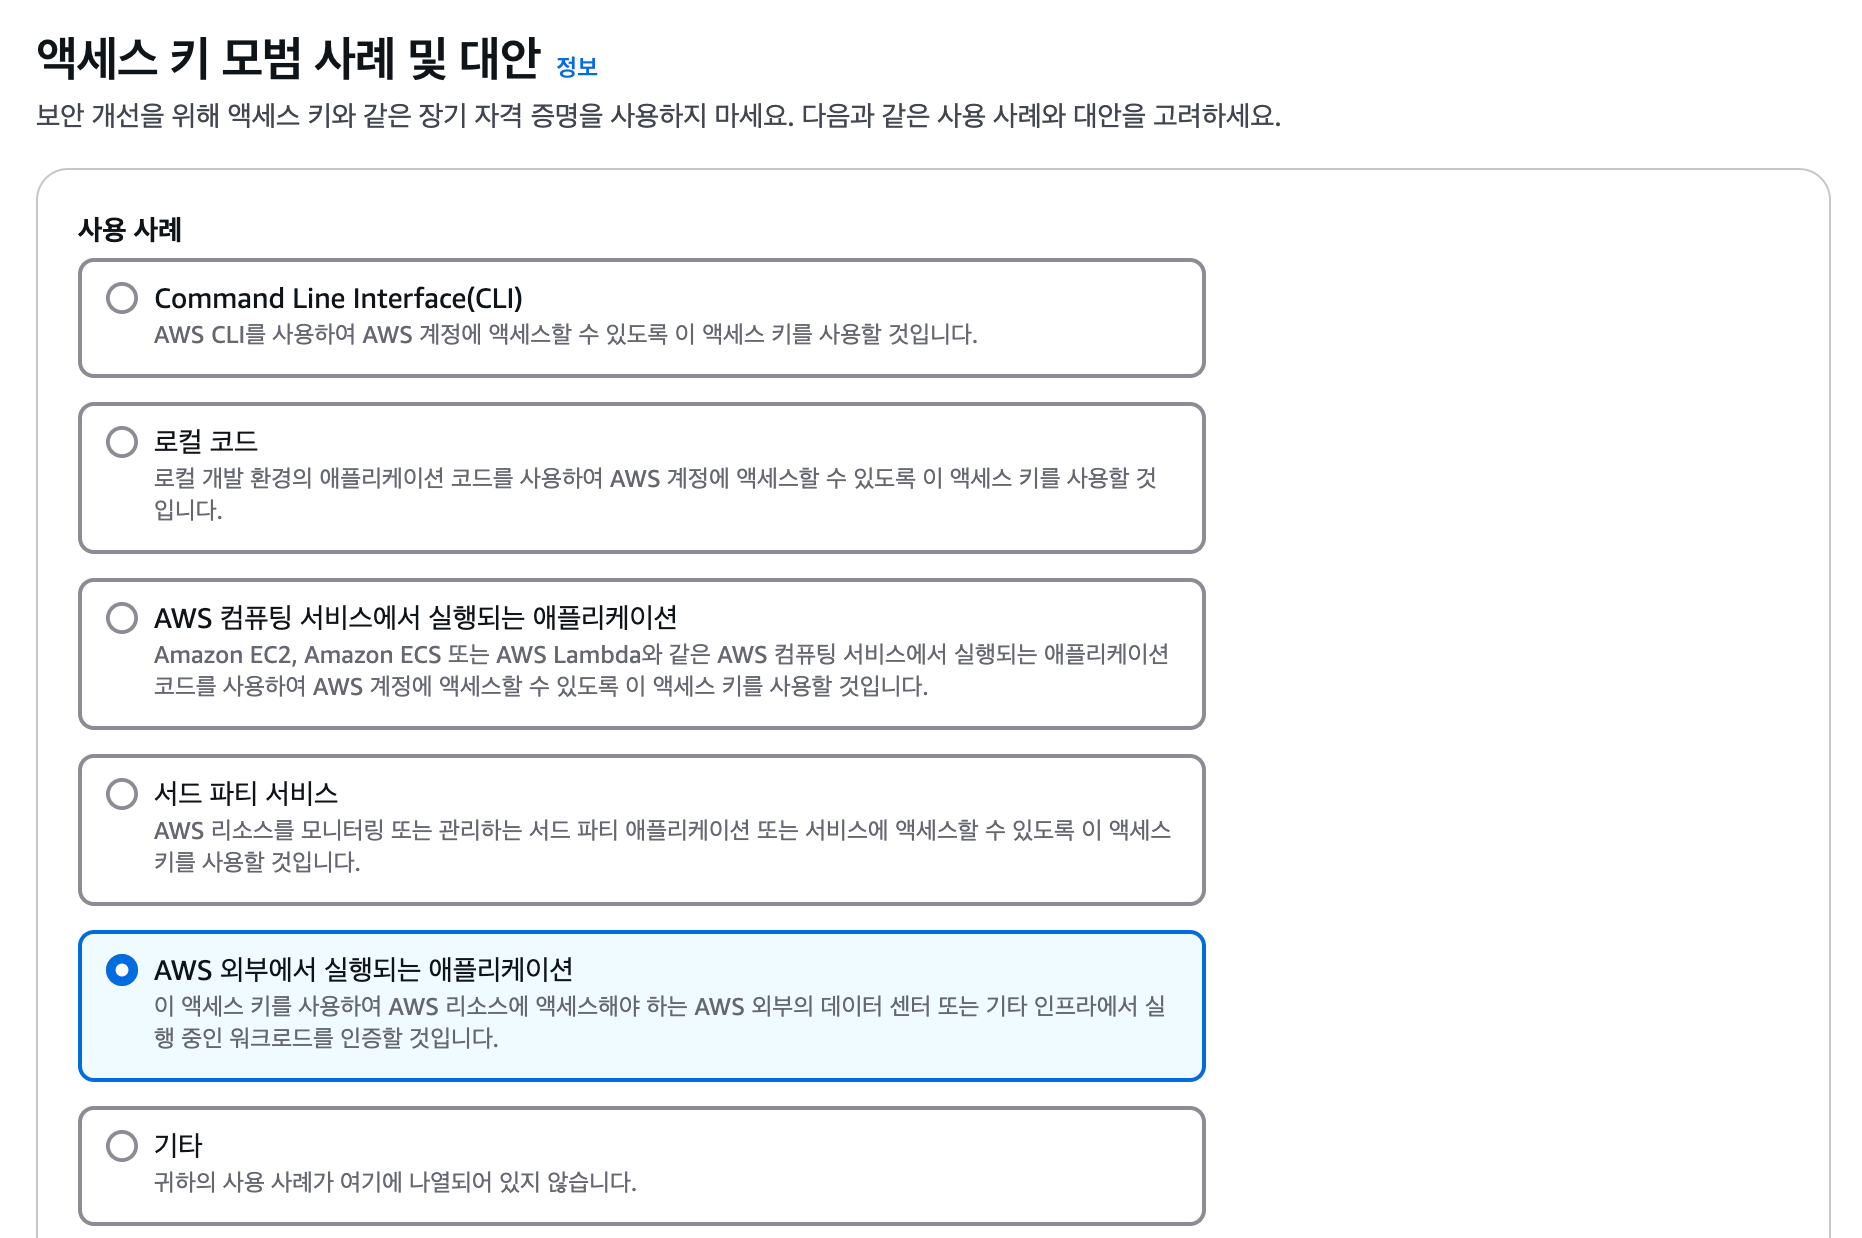 액세스 키 모범 사례 및 대안 정보
보안 개선을 위해 액세스 키와 같은 장기 자격 증명을 사용하지 마세요. 다음과 같은 사용 사례와 대안을 고려하세요.
사용 사례
Command Line Interface(CLI)
AWS CLI를 사용하여 AWS 계정에 액세스할 수 있도록 이 액세스 키를 사용할 것입니다.
로컬 코드
로컬 개발 환경의 애플리케이션 코드를 사용하여 AWS 계정에 액세스할 수 있도록 이 액세스 키를 사용할 것
입니다.
AWS 컴퓨팅 서비스에서 실행되는 애플리케이션
Amazon EC2, Amazon ECS 또는 AWS Lambda와 같은 AWS 컴퓨팅 서비스에서 실행되는 애플리케이션
코드를 사용하여 AWS 계정에 액세스할 수 있도록 이 액세스 키를 사용할 것입니다.
서드 파티 서비스
AWS 리소스를 모니터링 또는 관리하는 서드 파티 애플리케이션 또는 서비스에 액세스할 수 있도록 이 액세스
키를 사용할 것입니다.
AWS 외부에서 실행되는 애플리케이션
이 액세스 키를 사용하여 AWS 리소스에 액세스해야 하는 AWS 외부의 데이터 센터 또는 기타 인프라에서 실
행 중인 워크로드를 인증할 것입니다.
기타
귀하의 사용 사례가 여기에 나열되어 있지 않습니다.